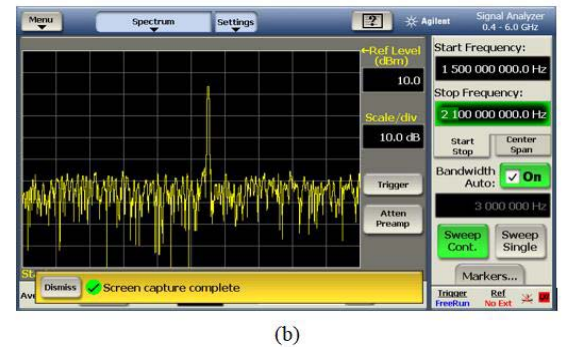 Menu
Spectrum
Settings
?
Agilent
Signal Analyzer
0.4 - 6.0 GHz
Ref Level
(dBm)
10.0
Scale/div
10.0 dB
Trigger
Atten
Preamp
Start Frequency:
1 500 000 000.0 Hz
Stop Frequency:
2 100 000 000.0 Hz
Start
Stop
Center
Span
Bandwidth
Auto:
On
3 000 000 Hz
Sweep
Cont.
Sweep
Single
Markers...
Trigger
FreeRun
Ref
No Ext
Dismiss
Screen capture complete
(b)